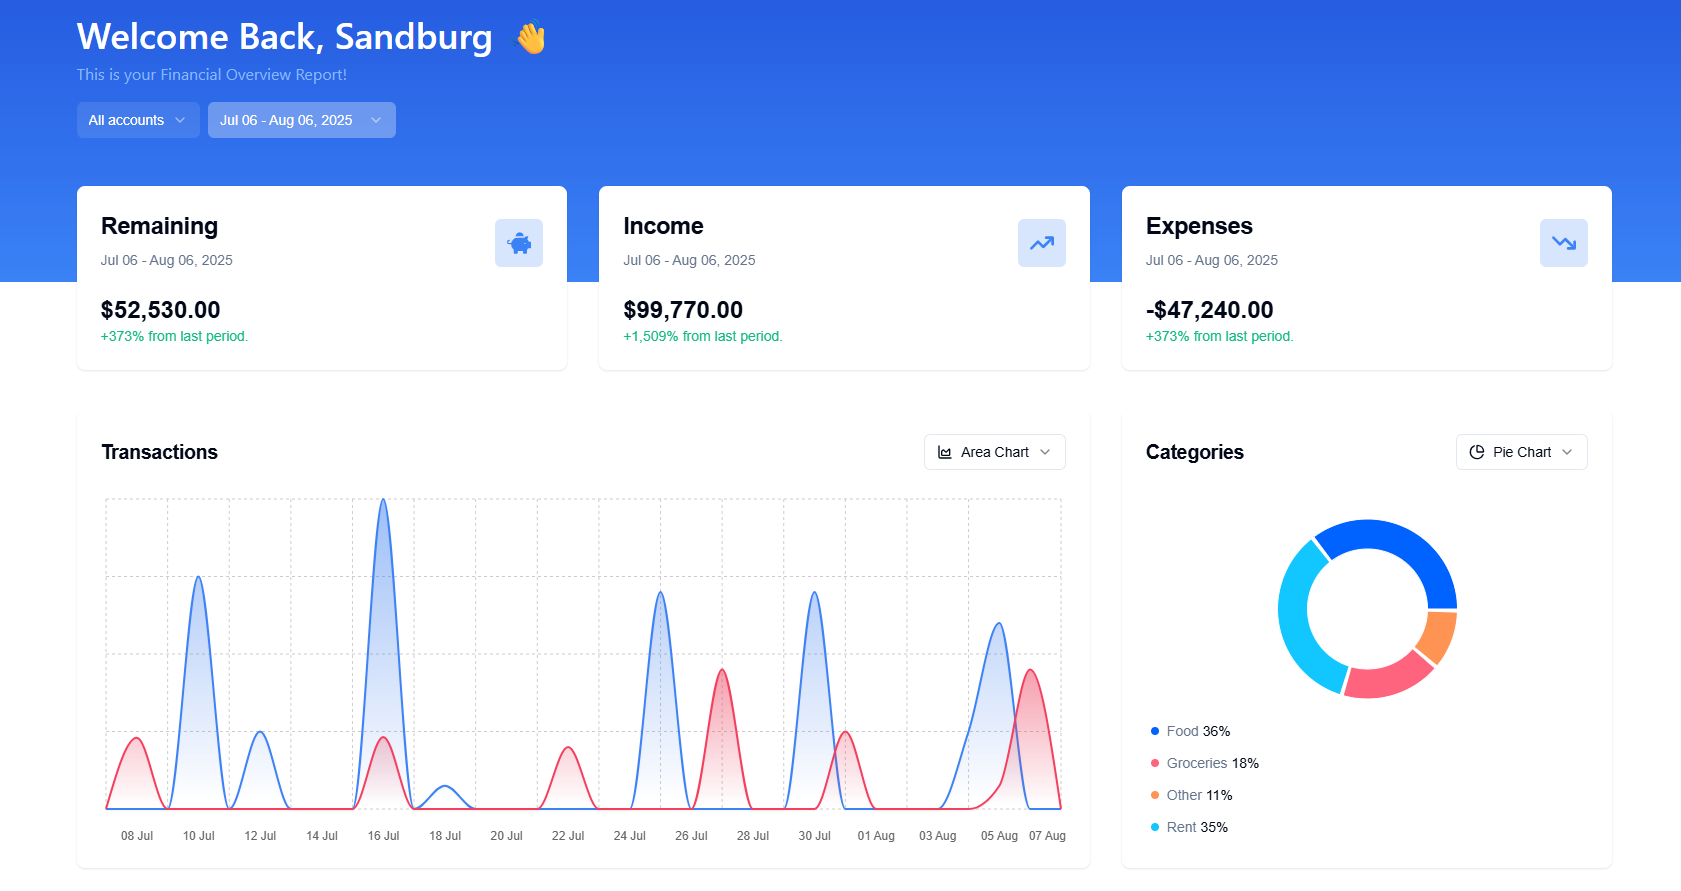 Welcome Back, Sandburg 👋
This is your Financial Overview Report!
All accounts
Jul 06 - Aug 06, 2025
Remaining
Jul 06 - Aug 06, 2025
$52,530.00
+373% from last period.
Income
Jul 06 - Aug 06, 2025
$99,770.00
+1,509% from last period.
Expenses
Jul 06 - Aug 06, 2025
-$47,240.00
+373% from last period.
Transactions
Area Chart
08 Jul 10 Jul 12 Jul 14 Jul 16 Jul 18 Jul 20 Jul 22 Jul 24 Jul 26 Jul 28 Jul 30 Jul 01 Aug 03 Aug 05 Aug 07 Aug
Categories
Pie Chart
Food 36%
Groceries 18%
Other 11%
Rent 35%